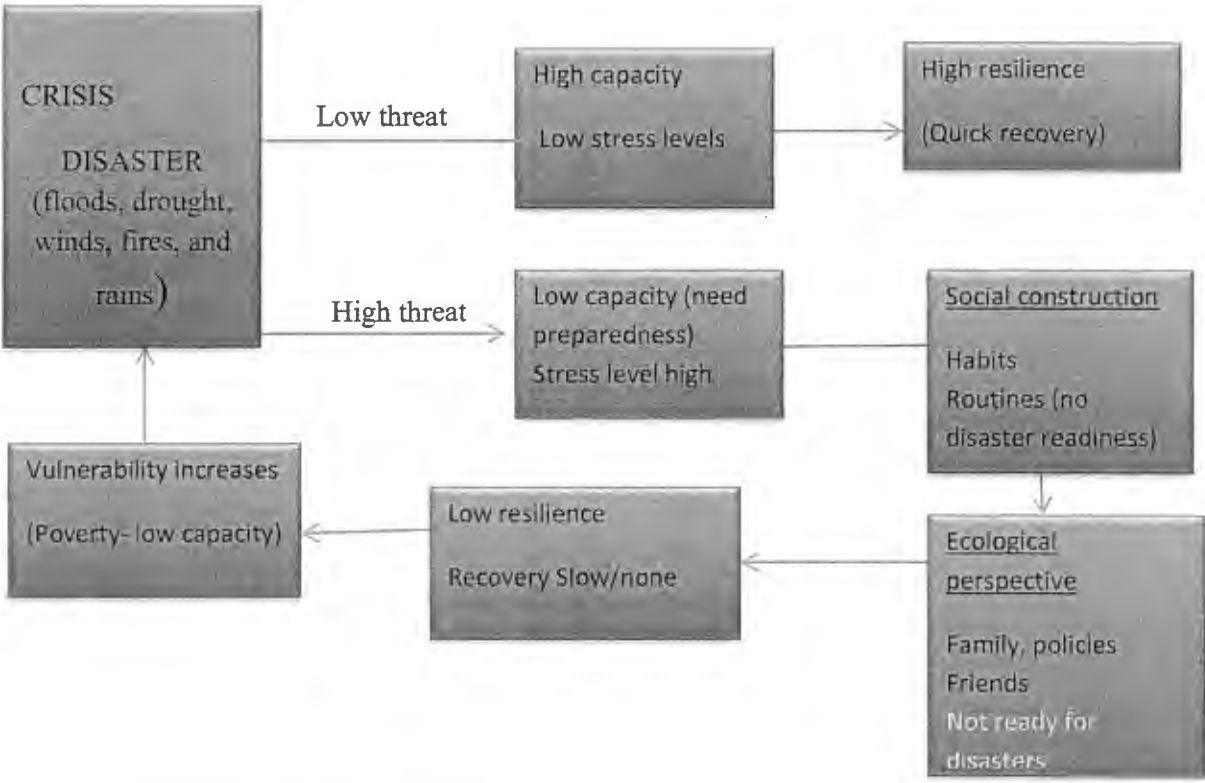 CRISIS
DISASTER
(floods, drought,
winds, fires, and
rains)
Low threat
High capacity
Low stress levels
High resilience
(Quick recovery)
High threat
Low capacity (need
preparedness)
Stress level high
Social construction
Habits
Routines (no
disaster readiness)
Ecological
perspective
Family, policies
Friends
Not ready for
disasters
Low resilience
Recovery Slow/none
Vulnerability increases
(Poverty- low capacity)